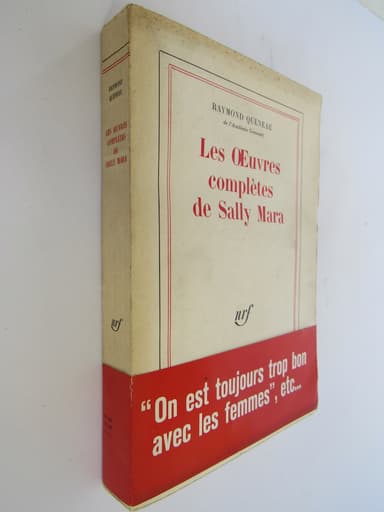 RAYMOND QUENEAU
de l'Académie Goncourt
Les Œuvres
complètes
de Sally Mara
nrf
"On est toujours trop bon
avec les femmes", etc...
RAYMOND
QUENEAU
LES ŒUVRES
COMPLÈTES
DE
SALLY MARA
nrf